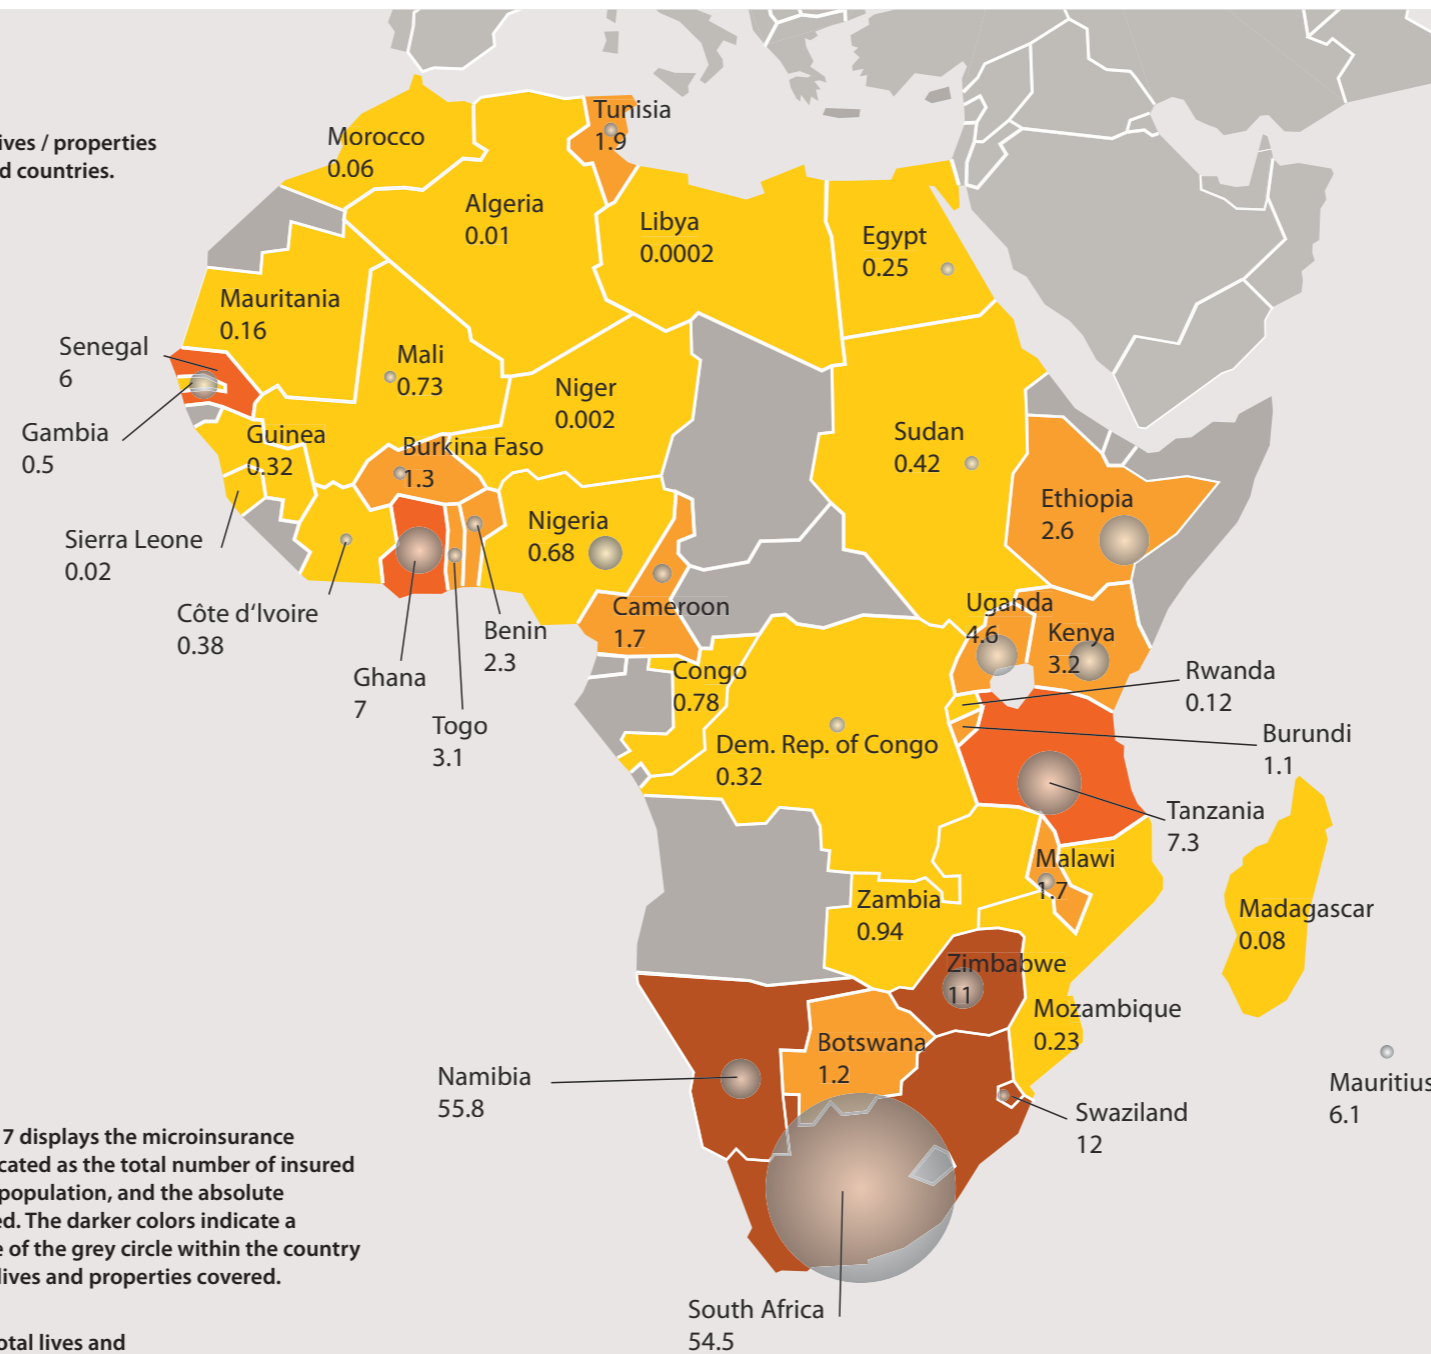 ives / properties
d countries.
Tunisia
1.9
Morocco
0.06
Algeria
0.01
Libya
0.0002
Egypt
0.25
Mauritania
0.16
Senegal
6
Mali
0.73
Niger
0.002
Gambia
0.5
Guinea
0.32
Burkina Faso
1.3
Sudan
0.42
Ethiopia
2.6
Sierra Leone
0.02
Nigeria
0.68
Côte d‘Ivoire
0.38
Ghana
7
Togo
3.1
Benin
2.3
Cameroon
1.7
Uganda
4.6
Kenya
3.2
Congo
0.78
Rwanda
0.12
Dem. Rep. of Congo
0.32
Burundi
1.1
Tanzania
7.3
Malawi
1.7
Zambia
0.94
Madagascar
0.08
Zimbabwe
11
Mozambique
0.23
Botswana
1.2
Namibia
55.8
Mauritius
6.1
Swaziland
12
7 displays the microinsurance
cated as the total number of insured
population, and the absolute
ed. The darker colors indicate a
e of the grey circle within the country
lives and properties covered.
South Africa
54.5
otal lives and